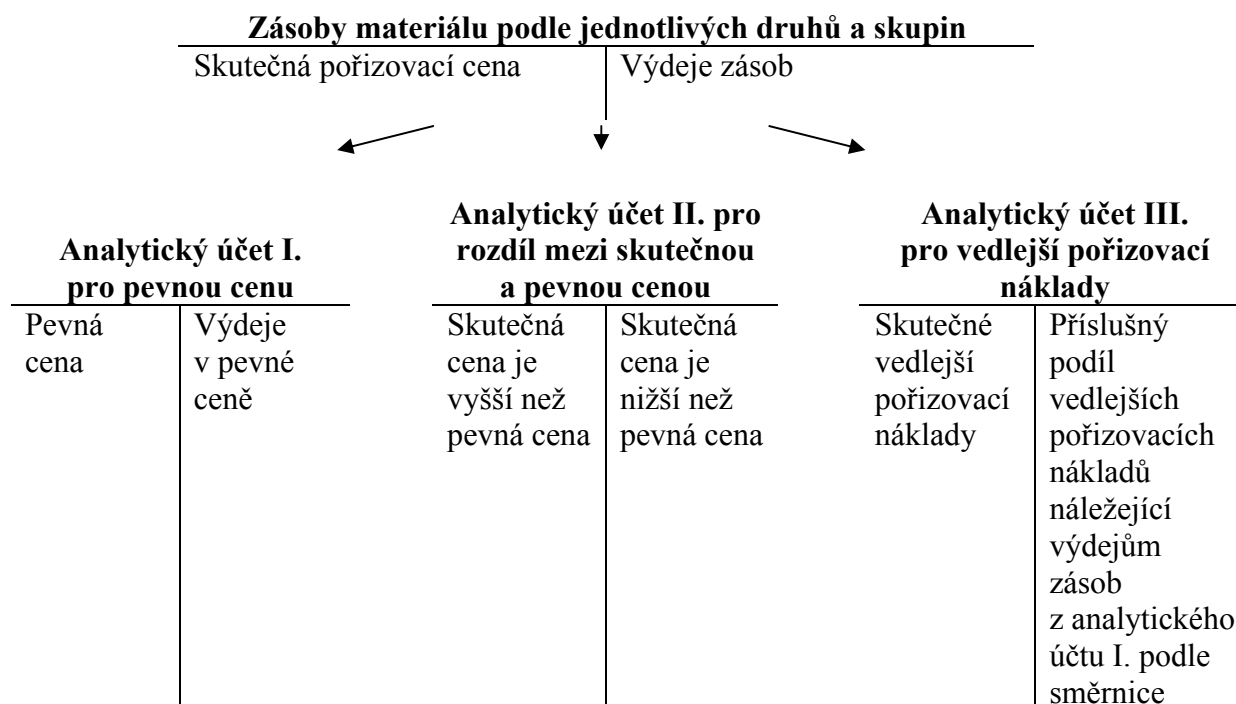 Zásoby materiálu podle jednotlivých druhů a skupin
Skutečná pořizovací cena
Výdeje zásob
Analytický účet I.
pro pevnou cenu
Pevná
cena
Výdeje
v pevné
ceně
Analytický účet II. pro
rozdíl mezi skutečnou
a pevnou cenou
Skutečná
cena je
vyšší než
pevná cena
Skutečná
cena je
nižší než
pevná cena
Analytický účet III.
pro vedlejší pořizovací
náklady
Skutečné
vedlejší
pořizovací
náklady
Příslušný
podíl
vedlejších
pořizovacích
nákladů
náležející
výdejům
zásob
z analytického
účtu I. podle
směrnice